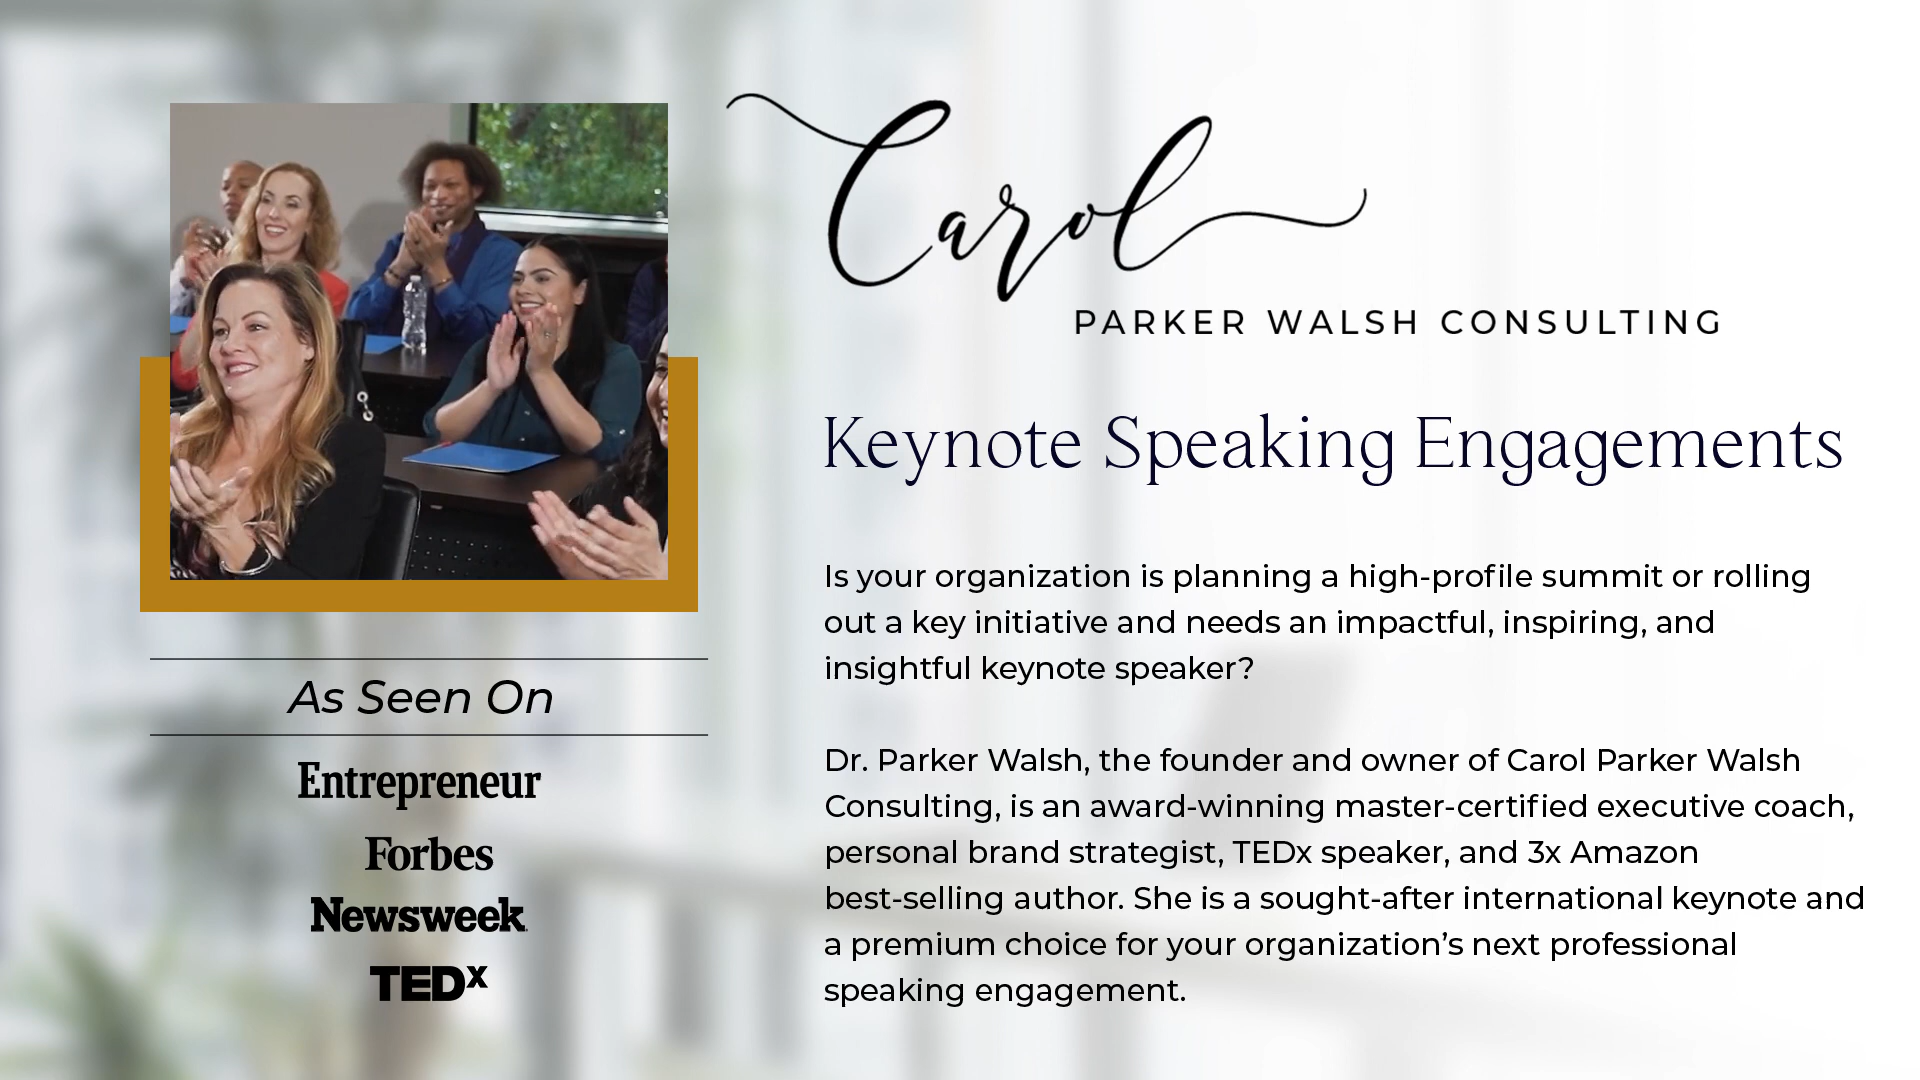 Carol
PARKER WALSH CONSULTING
Keynote Speaking Engagements
Is your organization is planning a high-profile summit or rolling
out a key initiative and needs an impactful, inspiring, and
insightful keynote speaker?
Dr. Parker Walsh, the founder and owner of Carol Parker Walsh
Consulting, is an award-winning master-certified executive coach,
personal brand strategist, TEDx speaker, and 3x Amazon
best-selling author. She is a sought-after international keynote and
a premium choice for your organization’s next professional
speaking engagement.
As Seen On
Entrepreneur
Forbes
Newsweek
TEDx